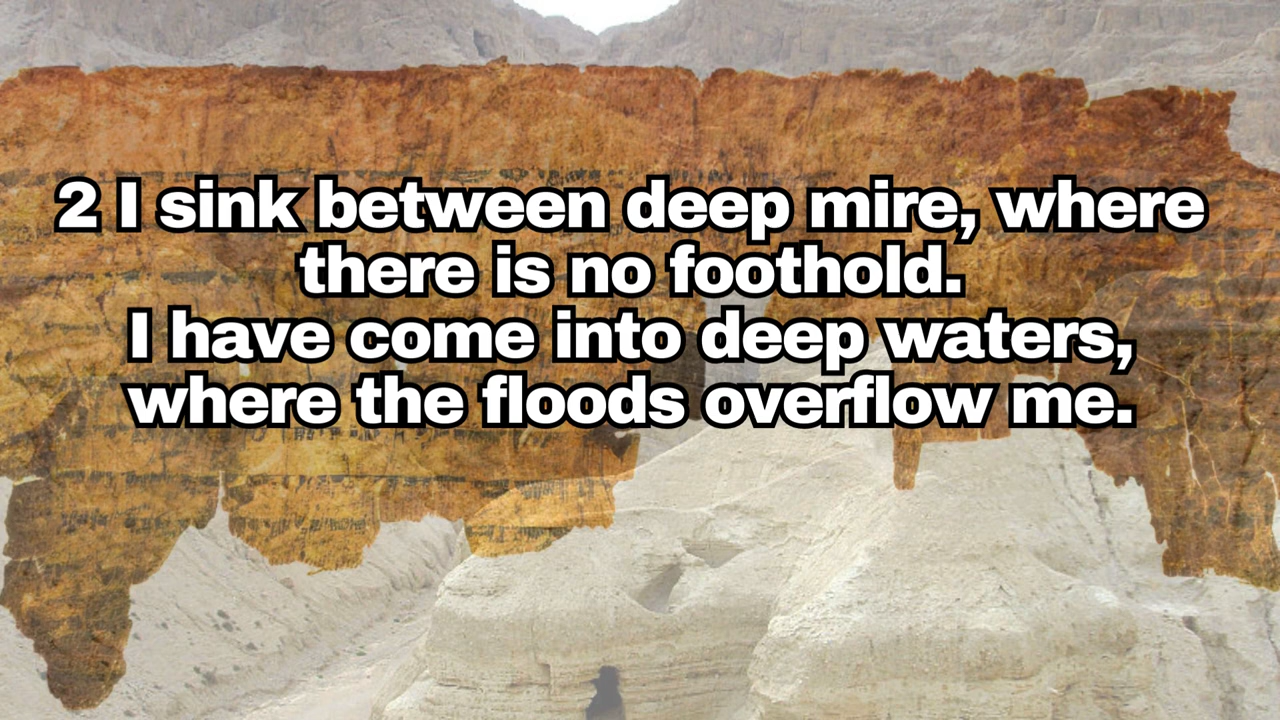 2 I sink between deep mire, where
there is no foothold.
I have come into deep waters,
where the floods overflow me.